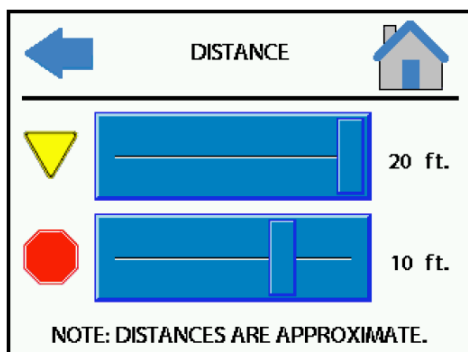 DISTANCE
20 ft.
10 ft.
NOTE: DISTANCES ARE APPROXIMATE.